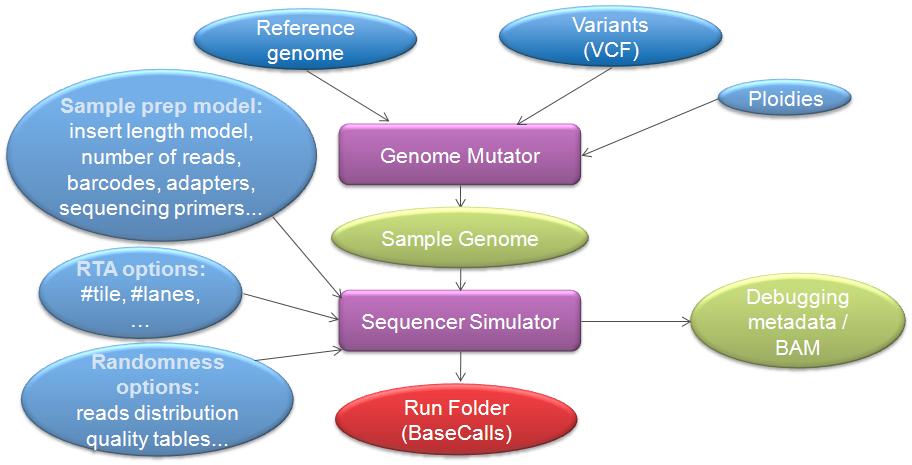 Reference
genome
Variants
(VCF)
Ploidies
Sample prep model:
insert length model,
number of reads,
barcodes, adapters,
sequencing primers...
Genome Mutator
Sample Genome
RTA options:
#tile, #lanes,
...
Sequencer Simulator
Debugging
metadata /
BAM
Randomness
options:
reads distribution
quality tables...
Run Folder
(BaseCalls)